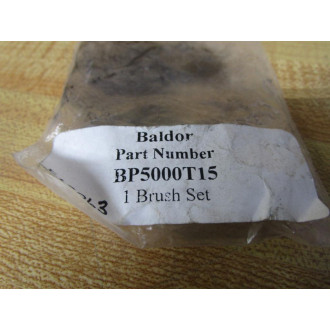 Baldor
Part Number
BP5000T15
1 Brush Set